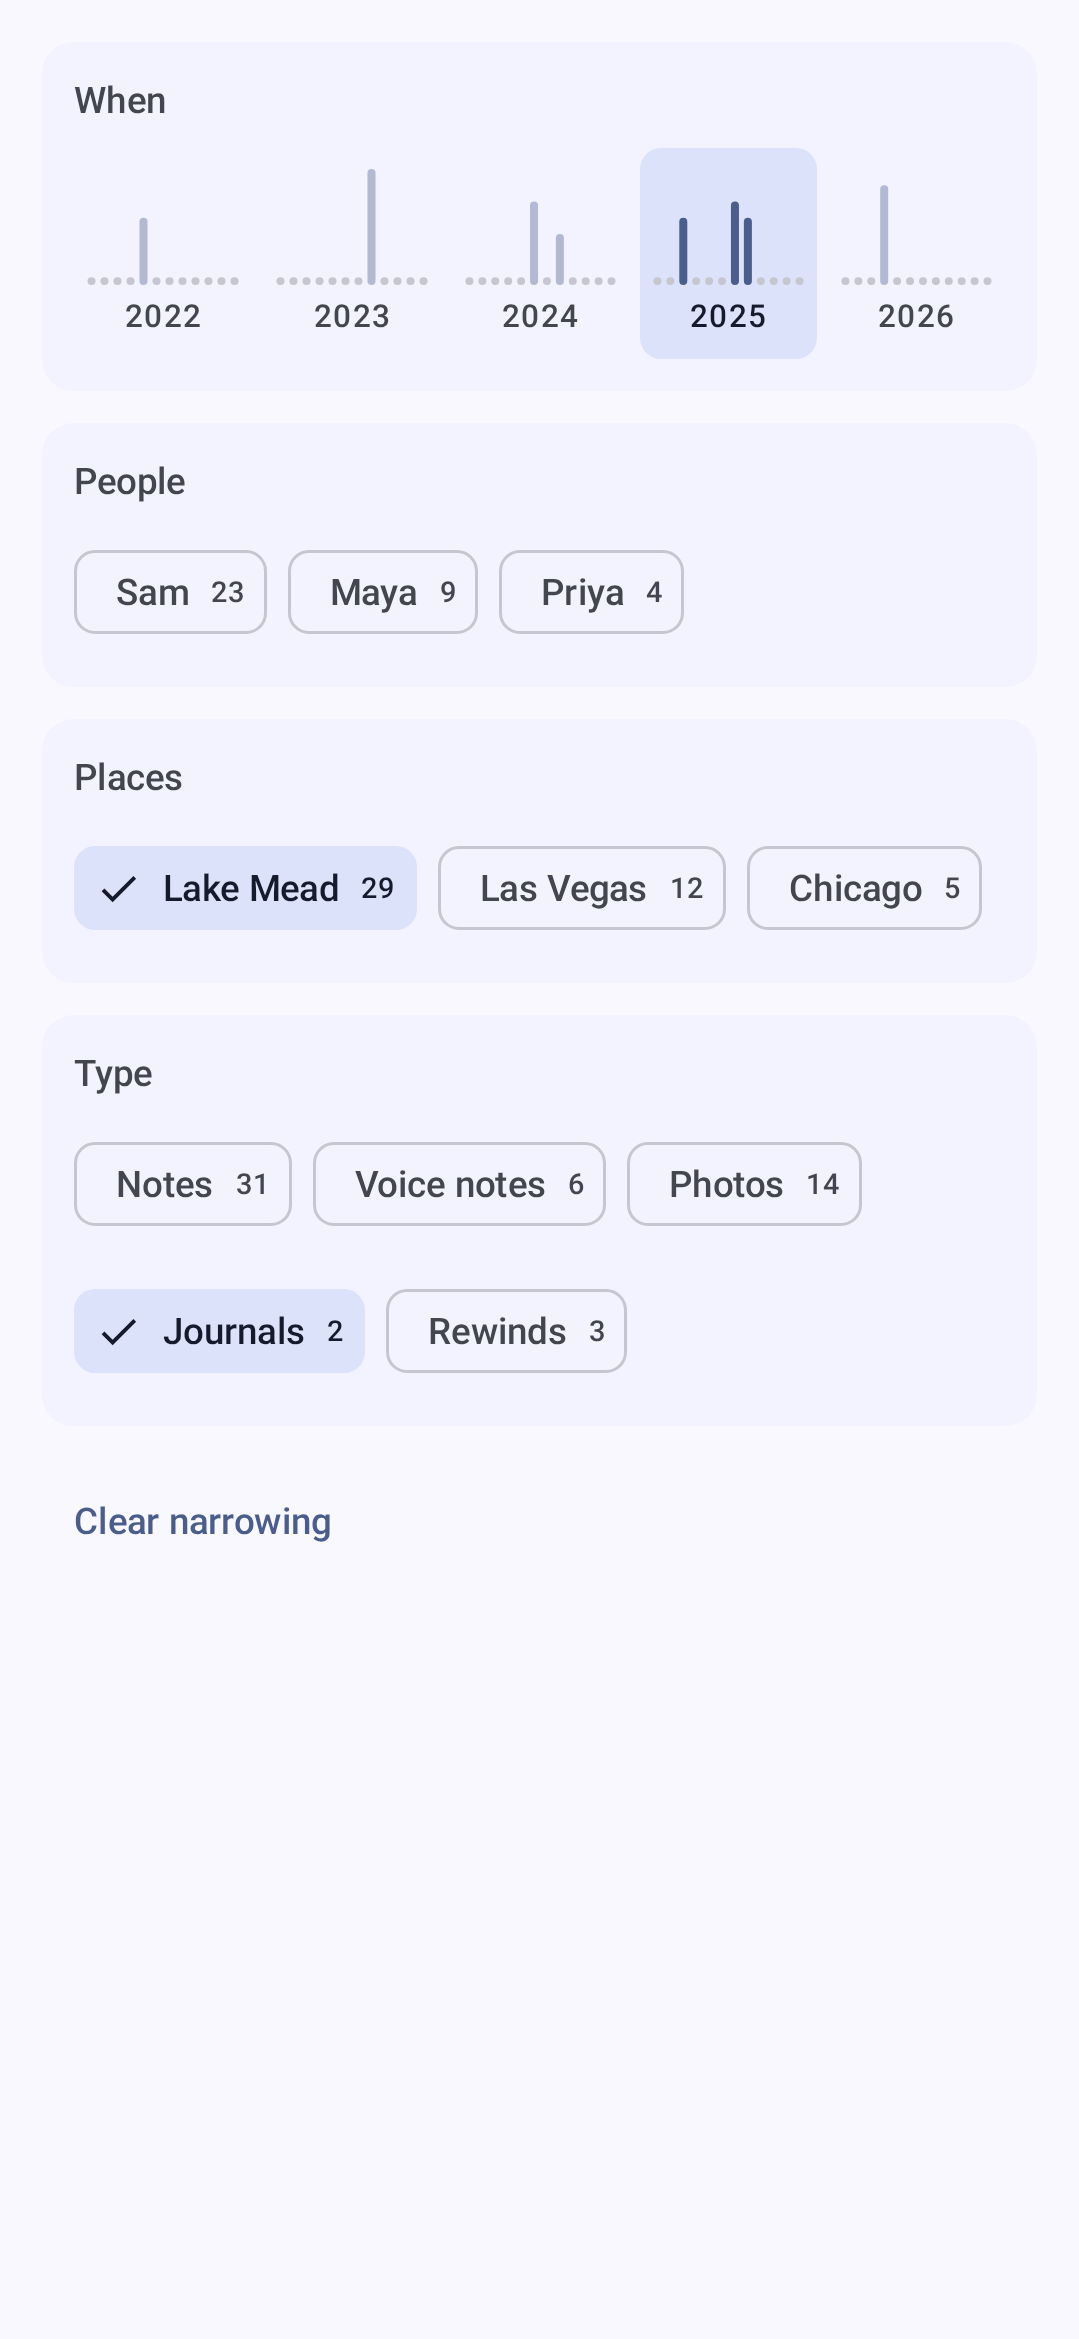 When
2022 2023 2024 2025 2026
People
Sam 23 Maya 9 Priya 4
Places
Lake Mead 29 Las Vegas 12 Chicago 5
Type
Notes 31 Voice notes 6 Photos 14
Journals 2 Rewinds 3
Clear narrowing